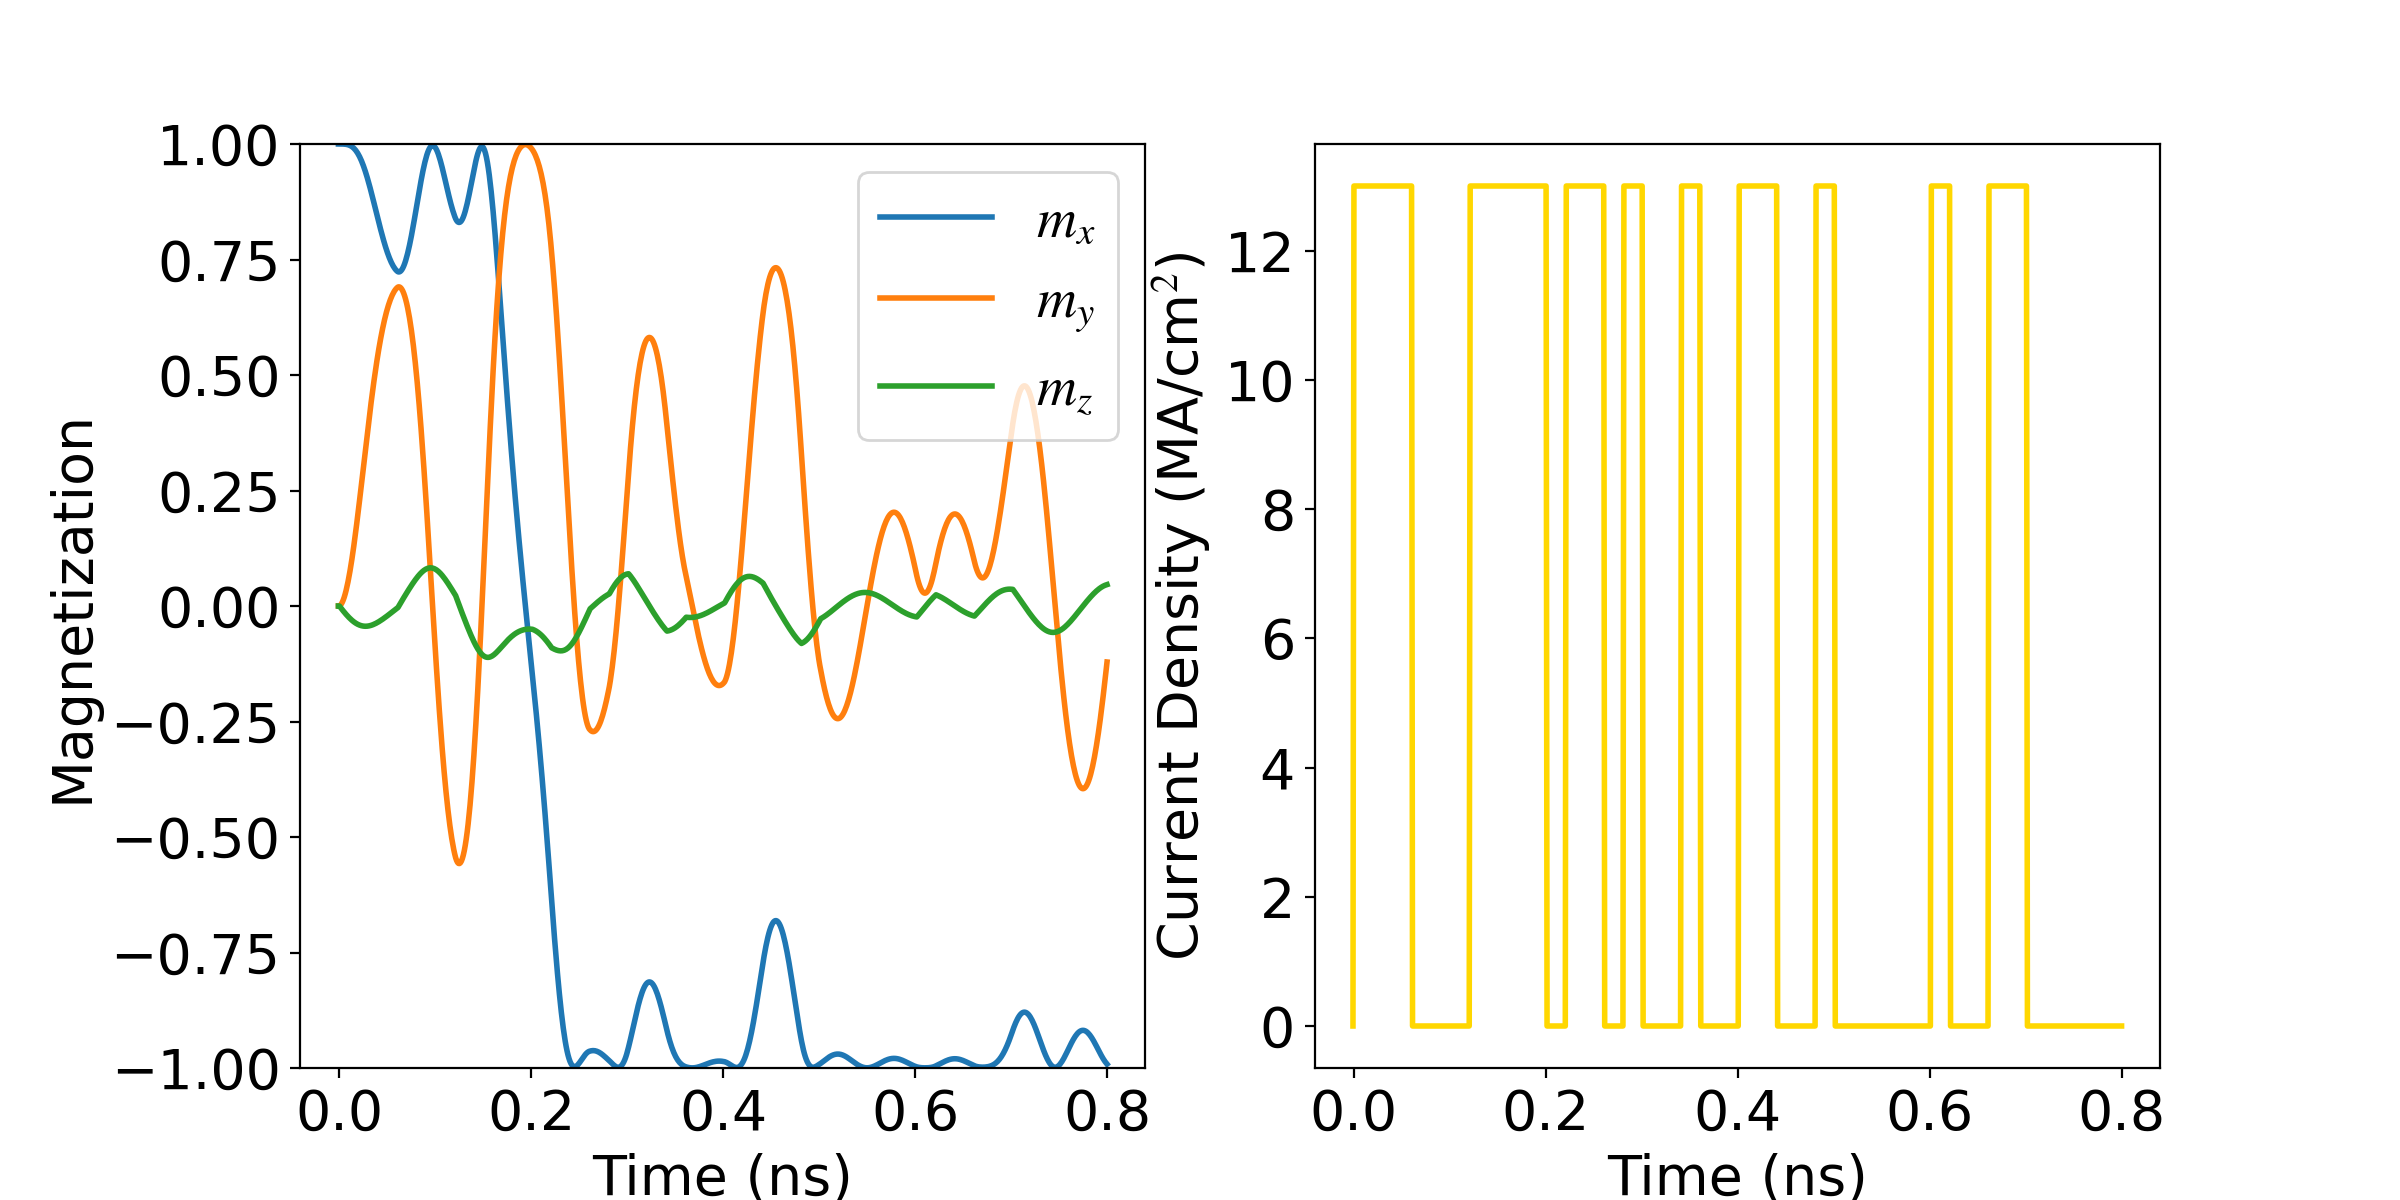 1.00
0.75
0.50
0.25
0.00
−0.25
−0.50
−0.75
−1.00
Magnetization
0.0 0.2 0.4 0.6 0.8
Time (ns)
m_x
m_y
m_z
12
10
8
6
4
2
0
Current Density (MA/cm²)
0.0 0.2 0.4 0.6 0.8
Time (ns)